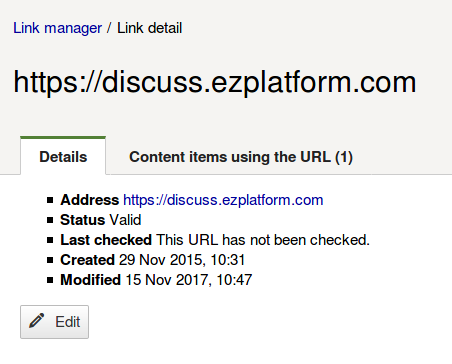 Link manager / Link detail
https://discuss.ezplatform.com
Details Content items using the URL (1)
Address https://discuss.ezplatform.com
Status Valid
Last checked This URL has not been checked.
Created 29 Nov 2015, 10:31
Modified 15 Nov 2017, 10:47
Edit